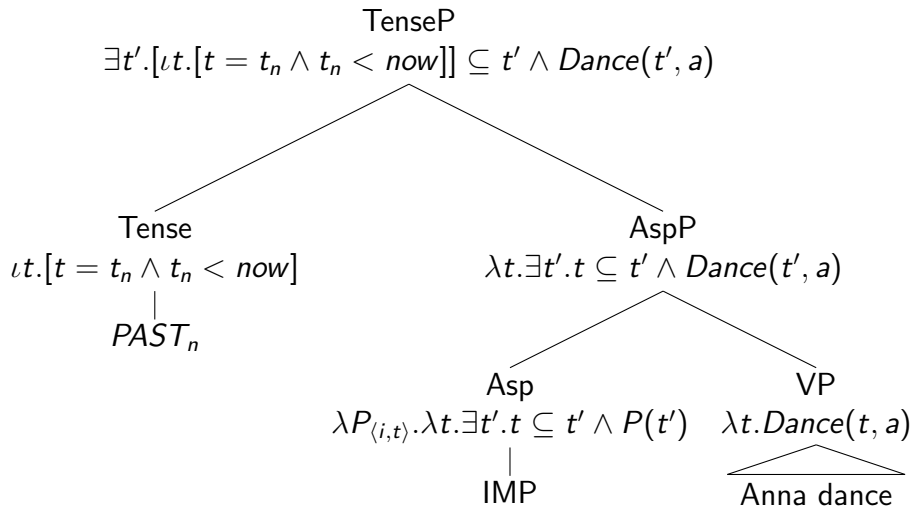 TenseP
∃t′.[ιt.[t = tₙ ∧ tₙ < now]] ⊆ t′ ∧ Dance(t′, a)
Tense AspP
ιt.[t = tₙ ∧ tₙ < now] λt.∃t′.t ⊆ t′ ∧ Dance(t′, a)
PASTₙ
Asp VP
λP⟨i,t⟩.λt.∃t′.t ⊆ t′ ∧ P(t′) λt.Dance(t, a)
IMP Anna dance